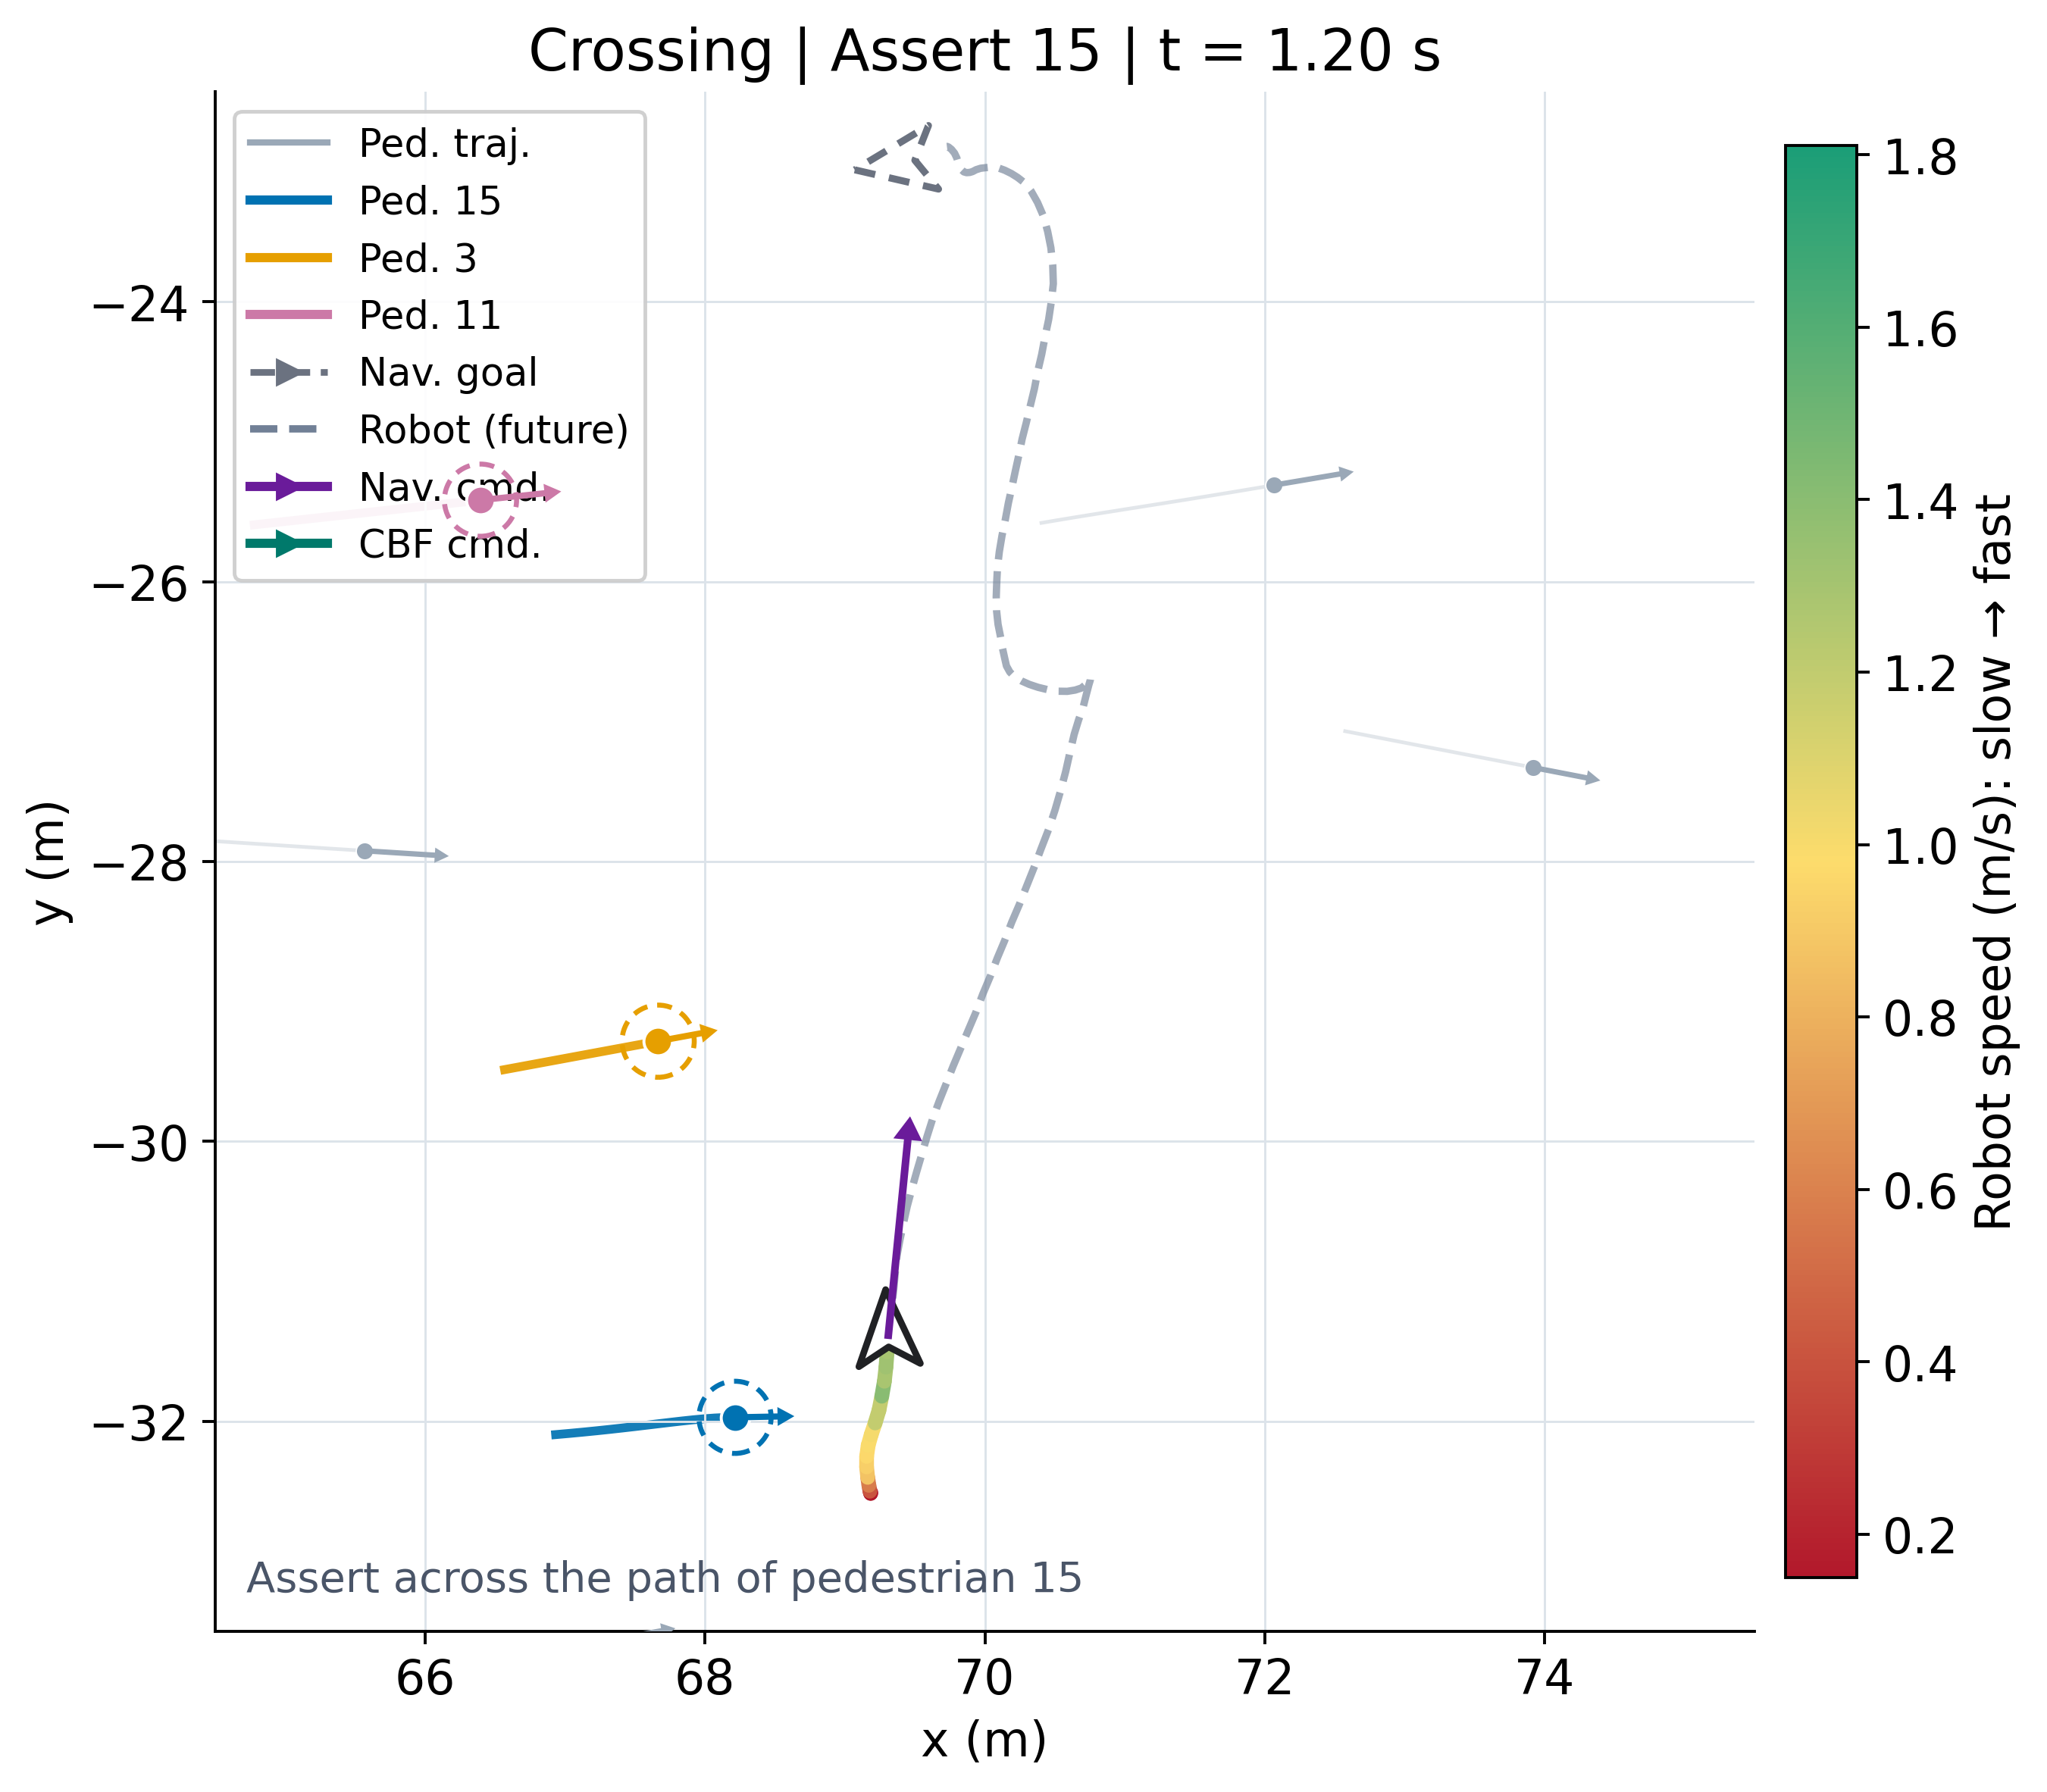 Crossing | Assert 15 | t = 1.20 s
Ped. traj.
Ped. 15
Ped. 3
Ped. 11
Nav. goal
Robot (future)
Nav. cmd.
CBF cmd.
−24
−26
−28
−30
−32
y (m)
Assert across the path of pedestrian 15
66 68 70 72 74
x (m)
1.8
1.6
1.4
1.2
1.0
0.8
0.6
0.4
0.2
Robot speed (m/s): slow → fast